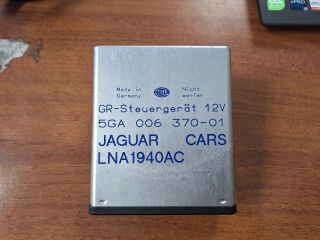 Made in Germany
Nicht werfen
GR-Steuergerät 12V
5GA 006 370-01
JAGUAR CARS
LNA1940AC